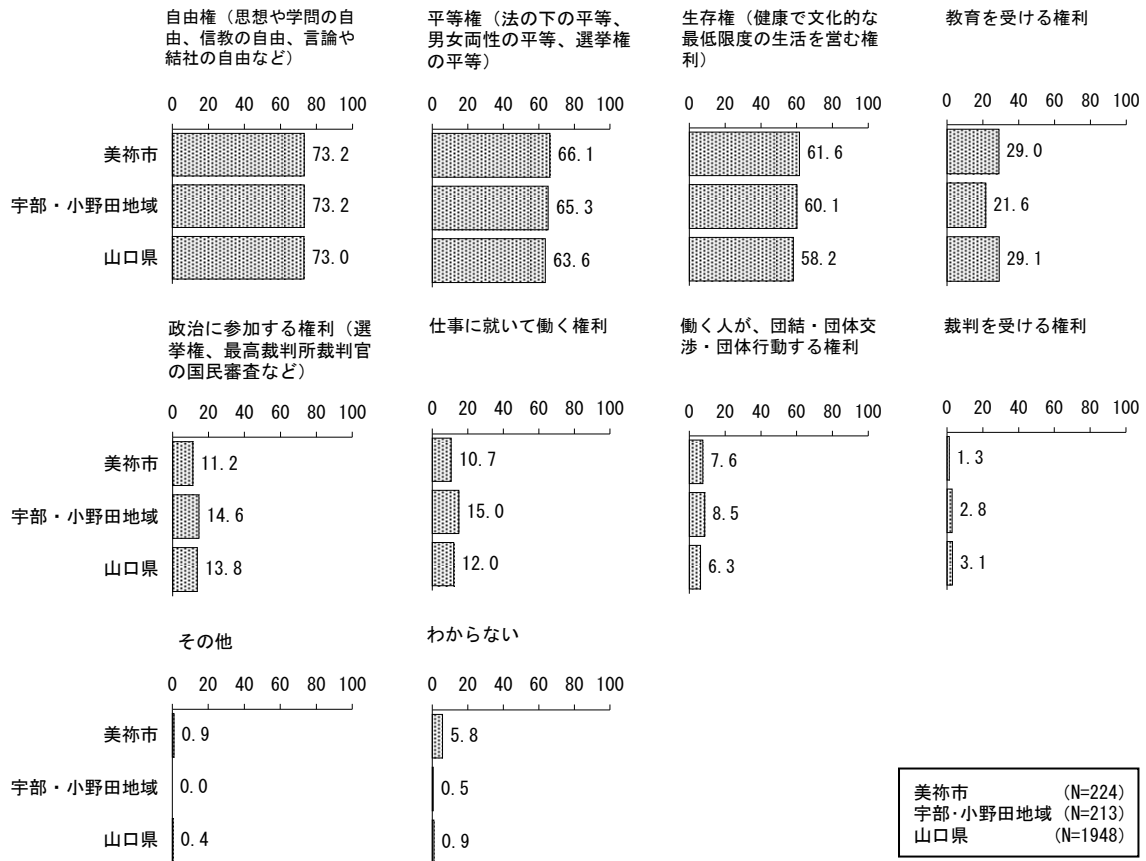 自由権（思想や学問の自
由、信教の自由、言論や
結社の自由など）
0 20 40 60 80 100
美祢市 73.2
宇部・小野田地域 73.2
山口県 73.0
平等権（法の下の平等、
男女両性の平等、選挙権
の平等）
0 20 40 60 80 100
66.1
65.3
63.6
生存権（健康で文化的な
最低限度の生活を営む権
利）
0 20 40 60 80 100
61.6
60.1
58.2
教育を受ける権利
0 20 40 60 80 100
29.0
21.6
29.1
政治に参加する権利（選
挙権、最高裁判所裁判官
の国民審査など）
0 20 40 60 80 100
美祢市 11.2
宇部・小野田地域 14.6
山口県 13.8
仕事に就いて働く権利
0 20 40 60 80 100
10.7
15.0
12.0
働く人が、団結・団体交
渉・団体行動する権利
0 20 40 60 80 100
7.6
8.5
6.3
裁判を受ける権利
0 20 40 60 80 100
1.3
2.8
3.1
その他
0 20 40 60 80 100
美祢市 0.9
宇部・小野田地域 0.0
山口県 0.4
わからない
0 20 40 60 80 100
5.8
0.5
0.9
美祢市 (N=224)
宇部・小野田地域 (N=213)
山口県 (N=1948)